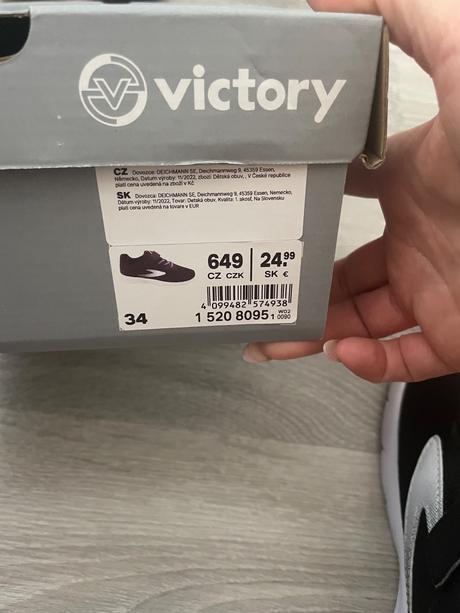 victory
CZ Dovozce: DEICHMANN SE, Deichmannweg 9, 45359 Essen,
Německo, Datum výroby: 11/2022, zboží: Dětská obuv, , V České republice
platí cena uvedená na zboží v Kč
SK Dovozca: DEICHMANN SE, Deichmannweg 9, 45359 Essen, Nemecko,
Dátum výroby: 11/2022, Tovar: Detská obuv, Kvalita: 1. akosť, Na Slovensku
platí cena uvedená na tovare v EUR
649 24.99
CZ CZK SK €
4 099482 574938
34 1 520 8095 1 W02 0090